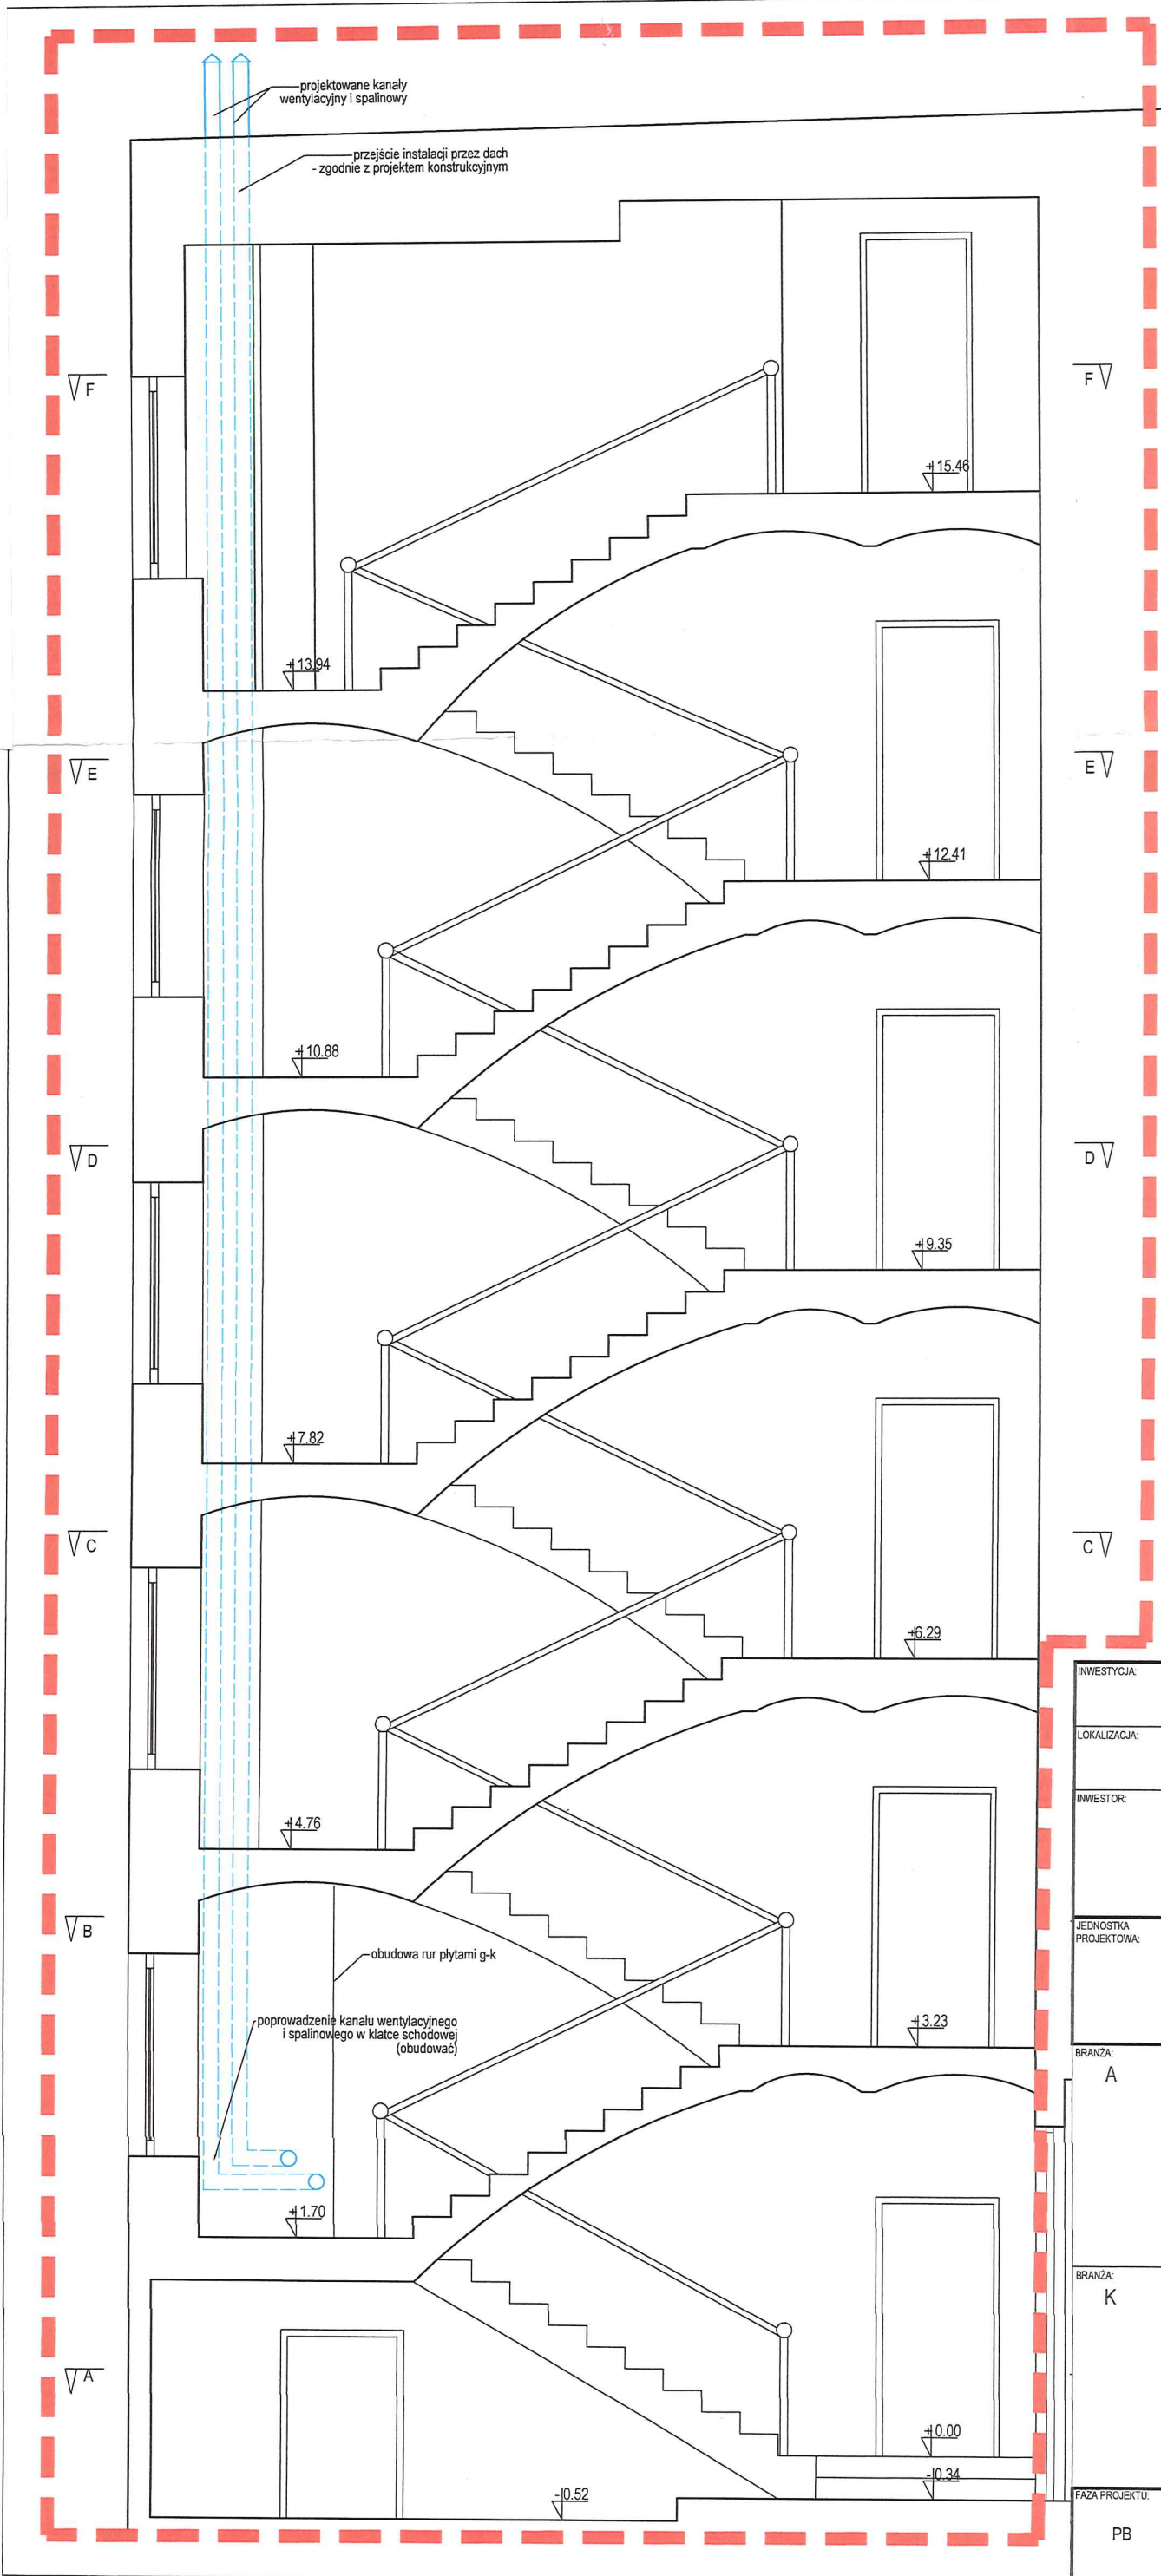 projektowane kanały
wentylacyjny i spalinowy
przejście instalacji przez dach
- zgodnie z projektem konstrukcyjnym
F
F
+15.46
+13.94
E
E
+12.41
+10.88
D
D
+9.35
+7.82
C
C
+6.29
INWESTYCJA:
LOKALIZACJA:
INWESTOR:
+4.76
B
JEDNOSTKA
PROJEKTOWA:
obudowa rur płytami g-k
poprowadzenie kanału wentylacyjnego
i spalinowego w klatce schodowej
(obudować)
+3.23
BRANŻA:
A
+1.70
BRANŻA:
K
A
+0.00
-0.34
-0.52
FAZA PROJEKTU:
PB